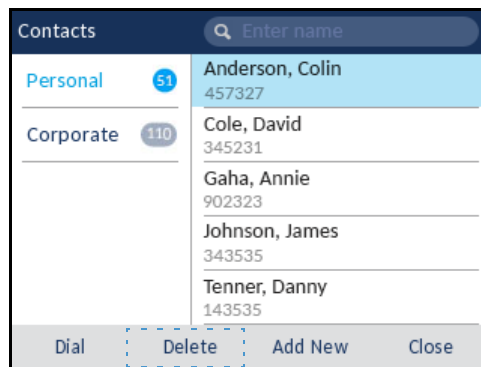 Contacts
Enter name
Personal 51
Corporate 110
Anderson, Colin
457327
Cole, David
345231
Gaha, Annie
902323
Johnson, James
343535
Tenner, Danny
143535
Dial Delete Add New Close